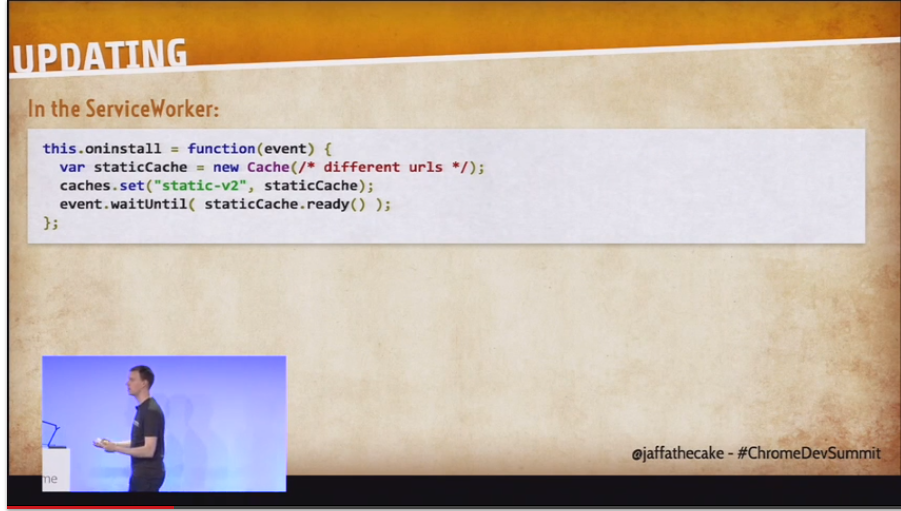 UPDATING
In the ServiceWorker:
this.oninstall = function(event) {
  var staticCache = new Cache(/* different urls */);
  caches.set("static-v2", staticCache);
  event.waitUntil( staticCache.ready() );
};
me
@jaffathecake - #ChromeDevSummit